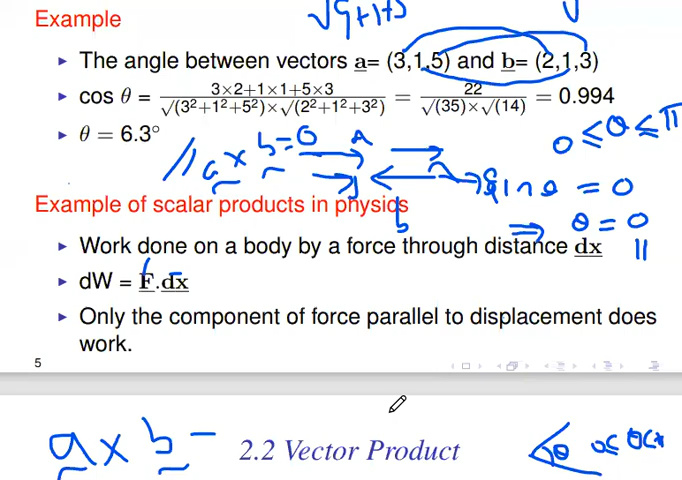 √9+1+
√
Example
The angle between vectors a= (3,1,5) and b= (2,1,3)
cos θ = 3×2+1×1+5×3 / √(3²+1²+5²)×√(2²+1²+3²) = 22 / √(35)×√(14) = 0.994
θ = 6.3°
0 ≤ θ ≤ π
// a × b = 0
A
sin θ = 0
Example of scalar products in physics
b
⇒ θ = 0
Work done on a body by a force through distance dx
||
dW = F.dx
Only the component of force parallel to displacement does
work.
5
a × b =
2.2 Vector Product
θ